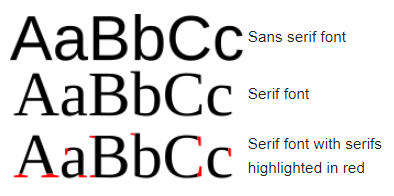 AaBbCc Sans serif font
AaBbCc Serif font
AaBbCc Serif font with serifs
highlighted in red